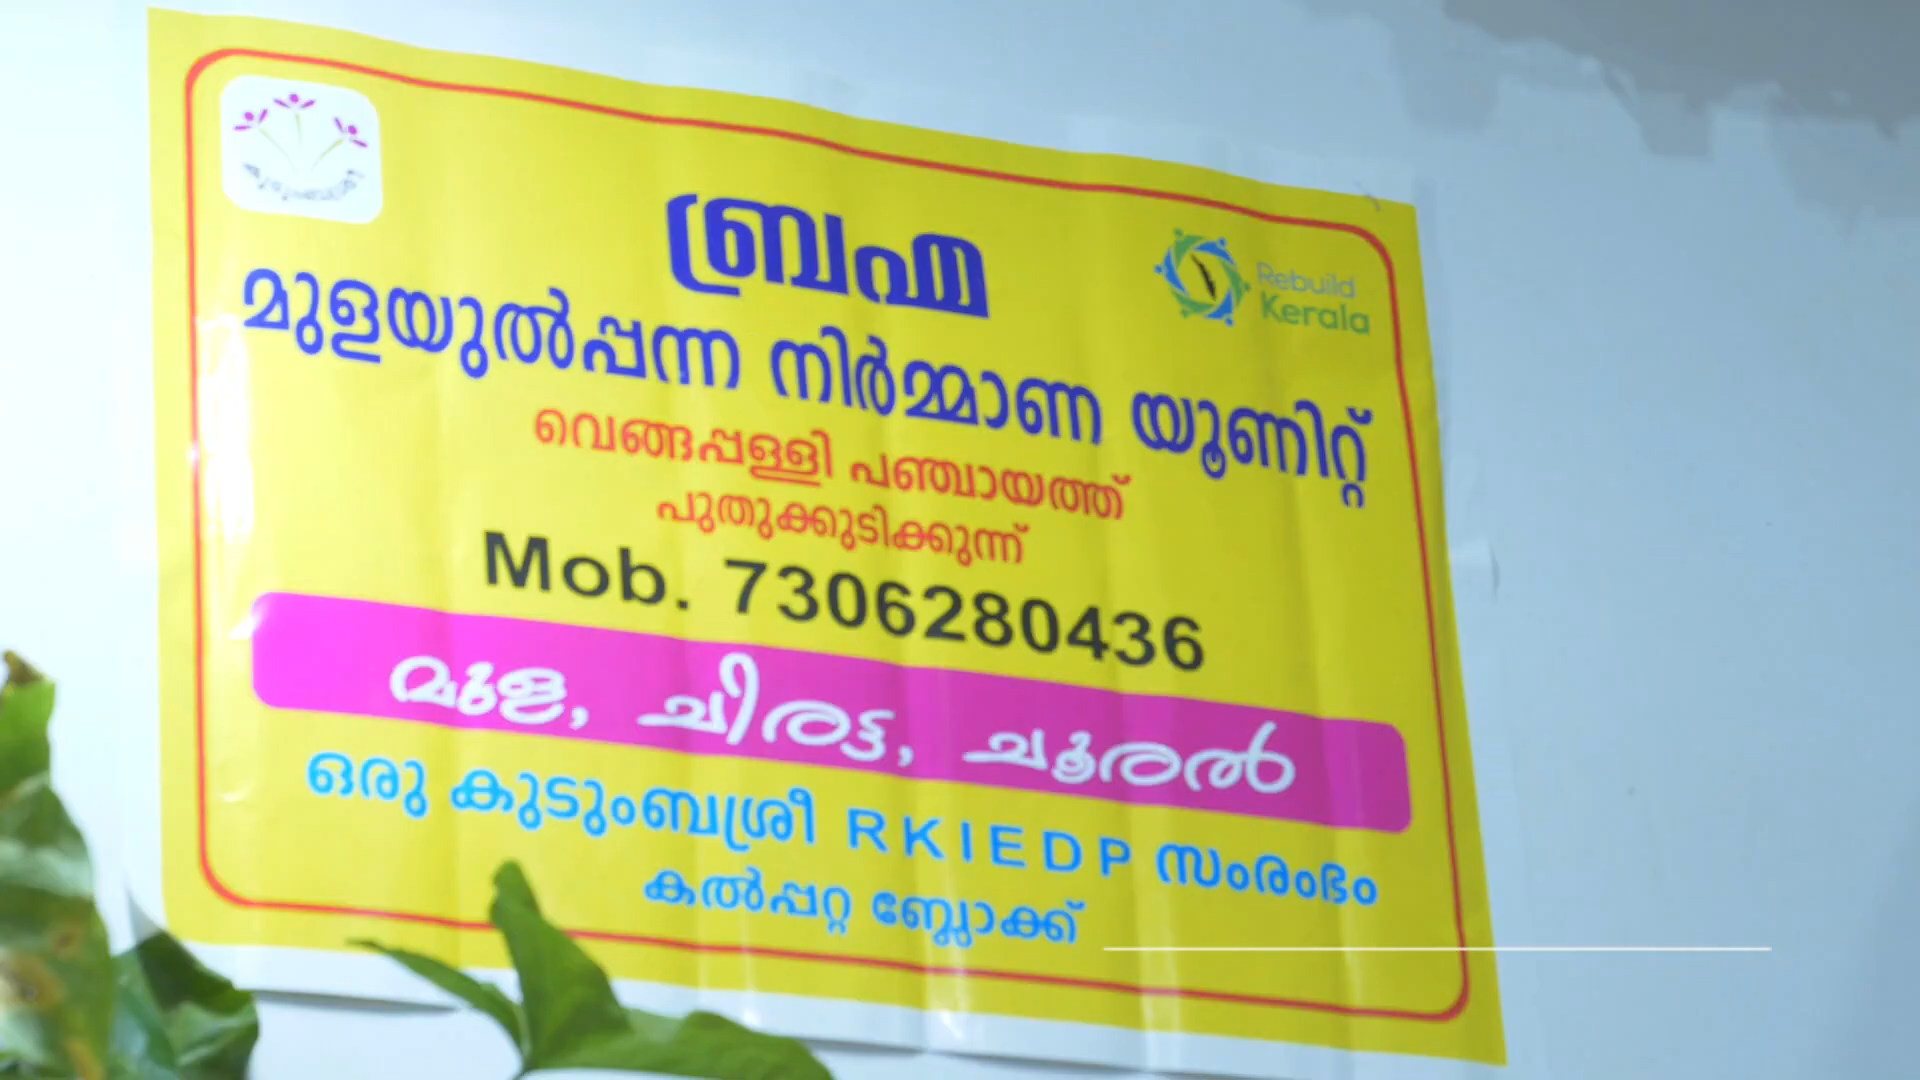 കുടുംബശ്രീ
ബ്രഹ്മ
Rebuild
Kerala
മുളയുൽപ്പന്ന നിർമ്മാണ യൂണിറ്റ്
വെങ്ങപ്പള്ളി പഞ്ചായത്ത്
പുതുക്കുടിക്കുന്ന്
Mob. 7306280436
മുള, ചിരട്ട, ചൂരൽ
ഒരു കുടുംബശ്രീ RKIEDP സംരംഭം
കൽപ്പറ്റ ബ്ലോക്ക്